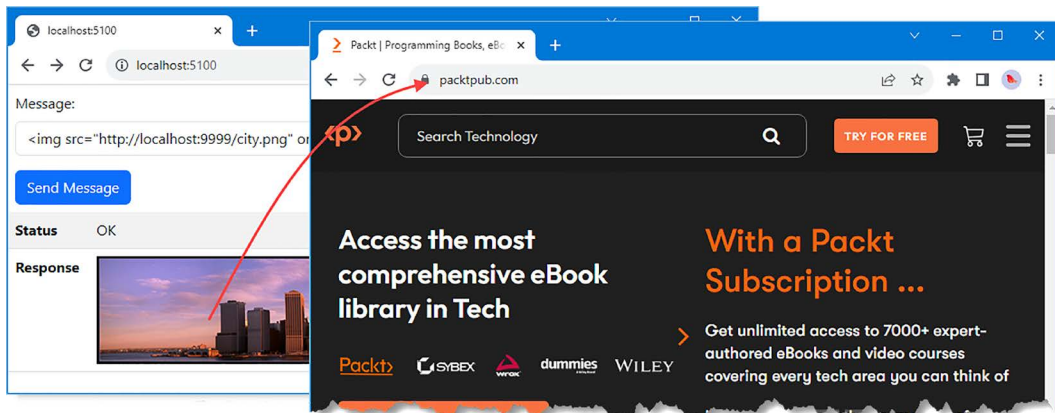 localhost:5100
localhost:5100
Message:
<img src="http://localhost:9999/city.png"
Send Message
Status OK
Response
Packt | Programming Books, eBo
packtpub.com
<p>
Search Technology
TRY FOR FREE
Access the most
comprehensive eBook
library in Tech
Packt> SYBEX wrox dummies WILEY
With a Packt
Subscription ...
Get unlimited access to 7000+ expert-
authored eBooks and video courses
covering every tech area you can think of